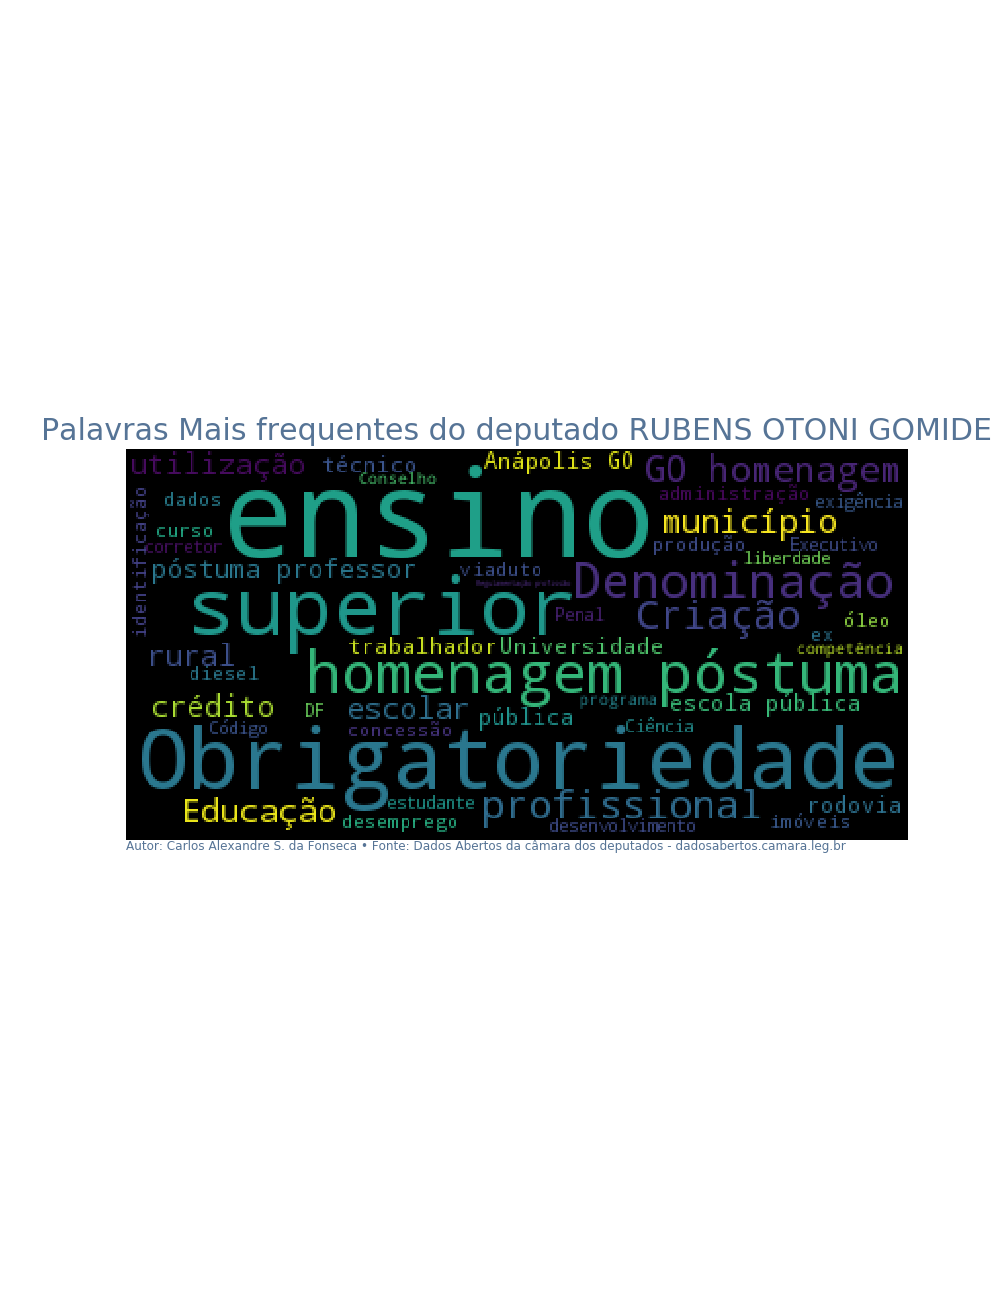 Palavras Mais frequentes do deputado RUBENS OTONI GOMIDE
utilização
técnico
Conselho
Anápolis GO
GO homenagem
ensino
identificação
dados
administração
exigência
curso
município
corretor
produção
Executivo
liberdade
póstuma professor
viaduto
Regulamentação profissão
Denominação
superior
Penal
Criação
óleo
ex
trabalhador
Universidade
competência
rural
diesel
homenagem póstuma
crédito
DF
escolar
programa
escola pública
pública
Código
concessão
Ciência
Obrigatoriedade
Educação
estudante
profissional
rodovia
desemprego
desenvolvimento
imóveis
Autor: Carlos Alexandre S. da Fonseca • Fonte: Dados Abertos da câmara dos deputados - dadosabertos.camara.leg.br